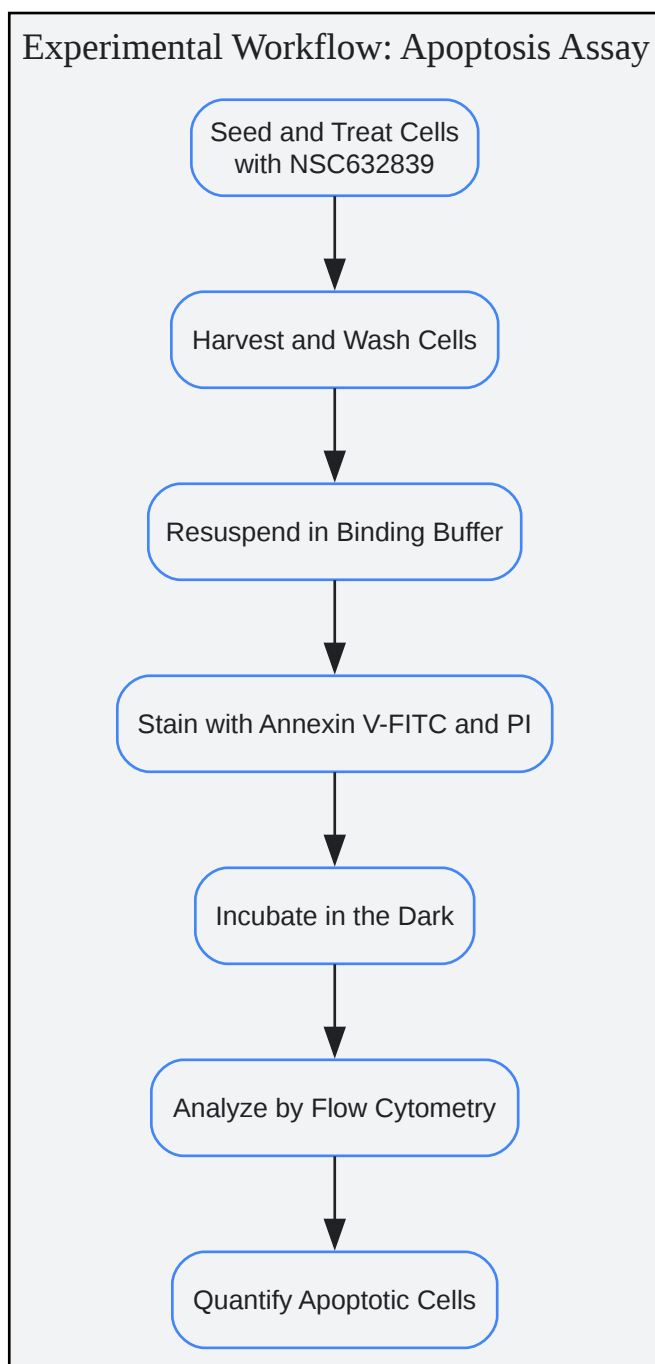 Experimental Workflow: Apoptosis Assay
Seed and Treat Cells
with NSC632839
Harvest and Wash Cells
Resuspend in Binding Buffer
Stain with Annexin V-FITC and PI
Incubate in the Dark
Analyze by Flow Cytometry
Quantify Apoptotic Cells